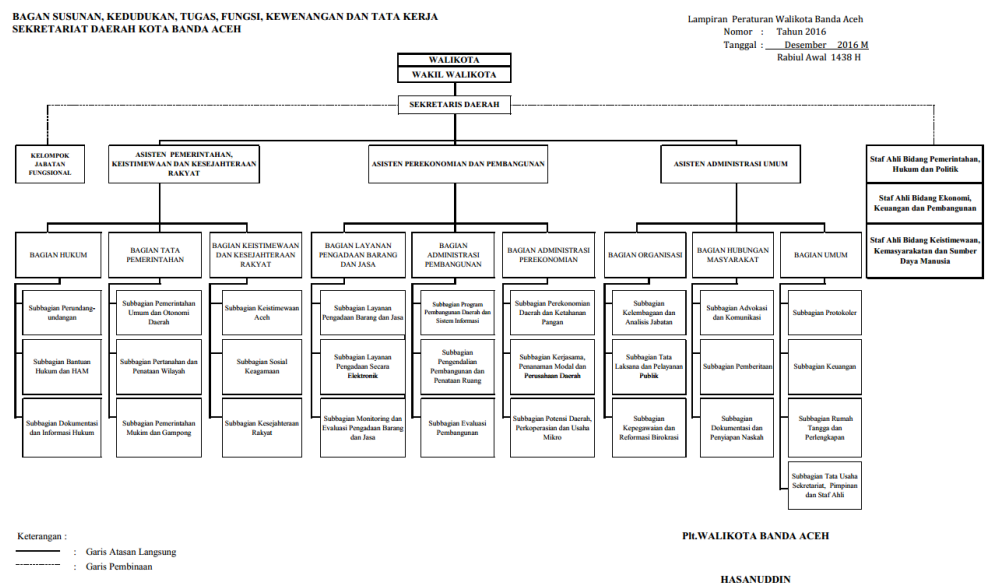 BAGAN SUSUNAN, KEDUDUKAN, TUGAS, FUNGSI, KEWENANGAN DAN TATA KERJA
SEKRETARIAT DAERAH KOTA BANDA ACEH
Lampiran Peraturan Walikota Banda Aceh
Nomor : Tahun 2016
Tanggal : Desember 2016 M
Rabiul Awal 1438 H
WALIKOTA
WAKIL WALIKOTA
SEKRETARIS DAERAH
KELOMPOK
JABATAN
FUNGSIONAL
ASISTEN PEMERINTAHAN,
KEISTIMEWAAN DAN KESEJAHTERAAN
RAKYAT
ASISTEN PEREKONOMIAN DAN PEMBANGUNAN
ASISTEN ADMINISTRASI UMUM
Staf Ahli Bidang Pemerintahan,
Hukum dan Politik
Staf Ahli Bidang Ekonomi,
Keuangan dan Pembangunan
Staf Ahli Bidang Keistimewaan,
Kemasyarakatan dan Sumber
Daya Manusia
BAGIAN HUKUM
BAGIAN TATA
PEMERINTAHAN
BAGIAN KEISTIMEWAAN
DAN KESEJAHTERAAN
RAKYAT
BAGIAN LAYANAN
PENGADAAN BARANG
DAN JASA
BAGIAN
ADMINISTRASI
PEMBANGUNAN
BAGIAN ADMINISTRASI
PEREKONOMIAN
BAGIAN ORGANISASI
BAGIAN HUBUNGAN
MASYARAKAT
BAGIAN UMUM
Subbagian Perundang-
undangan
Subbagian Pemerintahan
Umum dan Otonomi
Daerah
Subbagian Keistimewaan
Aceh
Subbagian Layanan
Pengadaan Barang dan Jasa
Subbagian Program
Pembangunan Daerah dan
Sistem Informasi
Subbagian Perekonomian
Daerah dan Ketahanan
Pangan
Subbagian
Kelembagaan dan
Analisis Jabatan
Subbagian Advokasi
dan Komunikasi
Subbagian Protokoler
Subbagian Bantuan
Hukum dan HAM
Subbagian Pertanahan dan
Penataan Wilayah
Subbagian Sosial
Keagamaan
Subbagian Layanan
Pengadaan Secara
Elektronik
Subbagian
Pengendalian
Pembangunan dan
Penataan Ruang
Subbagian Kerjasama,
Penanaman Modal dan
Perusahaan Daerah
Subbagian Tata
Laksana dan Pelayanan
Publik
Subbagian Pemberitaan
Subbagian Keuangan
Subbagian Dokumentasi
dan Informasi Hukum
Subbagian Pemerintahan
Mukim dan Gampong
Subbagian Kesejahteraan
Rakyat
Subbagian Monitoring dan
Evaluasi Pengadaan Barang
dan Jasa
Subbagian Evaluasi
Pembangunan
Subbagian Potensi Daerah,
Perkoperasian dan Usaha
Mikro
Subbagian
Kepegawaian dan
Reformasi Birokrasi
Subbagian
Dokumentasi dan
Penyiapan Naskah
Subbagian Rumah
Tangga dan
Perlengkapan
Subbagian Tata Usaha
Sekretariat, Pimpinan
dan Staf Ahli
Keterangan :
: Garis Atasan Langsung
: Garis Pembinaan
Plt.WALIKOTA BANDA ACEH
HASANUDDIN